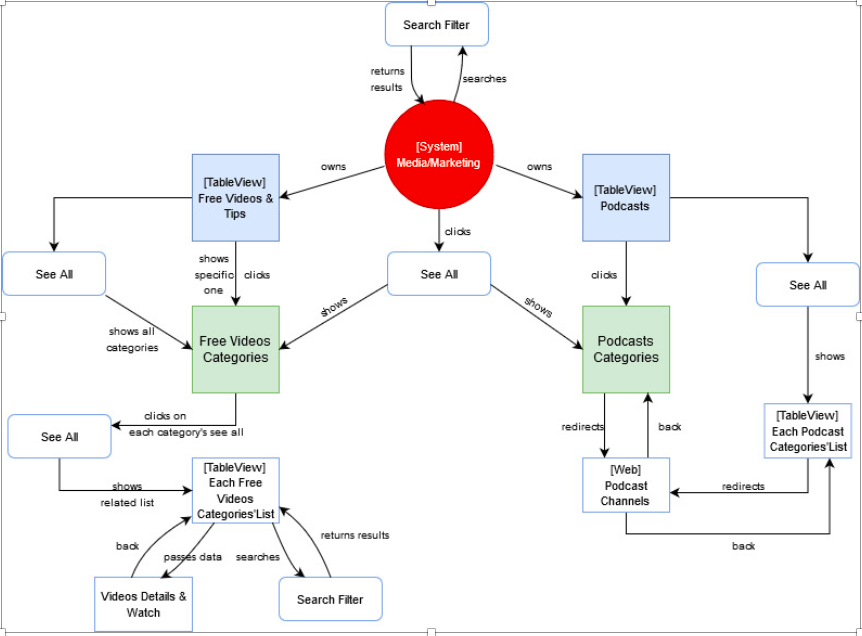 Search Filter
returns
results
searches
[System]
Media/Marketing
owns
owns
[TableView]
Free Videos &
Tips
[TableView]
Podcasts
clicks
See All
shows
specific
one
clicks
See All
clicks
See All
shows
shows
shows all
categories
Free Videos
Categories
Podcasts
Categories
shows
clicks on
each category's see all
See All
redirects
back
[TableView]
Each Podcast
Categories'List
[TableView]
Each Free
Videos
Categories'List
shows
related list
[Web]
Podcast
Channels
redirects
returns results
back
passes data
searches
back
Videos Details &
Watch
Search Filter